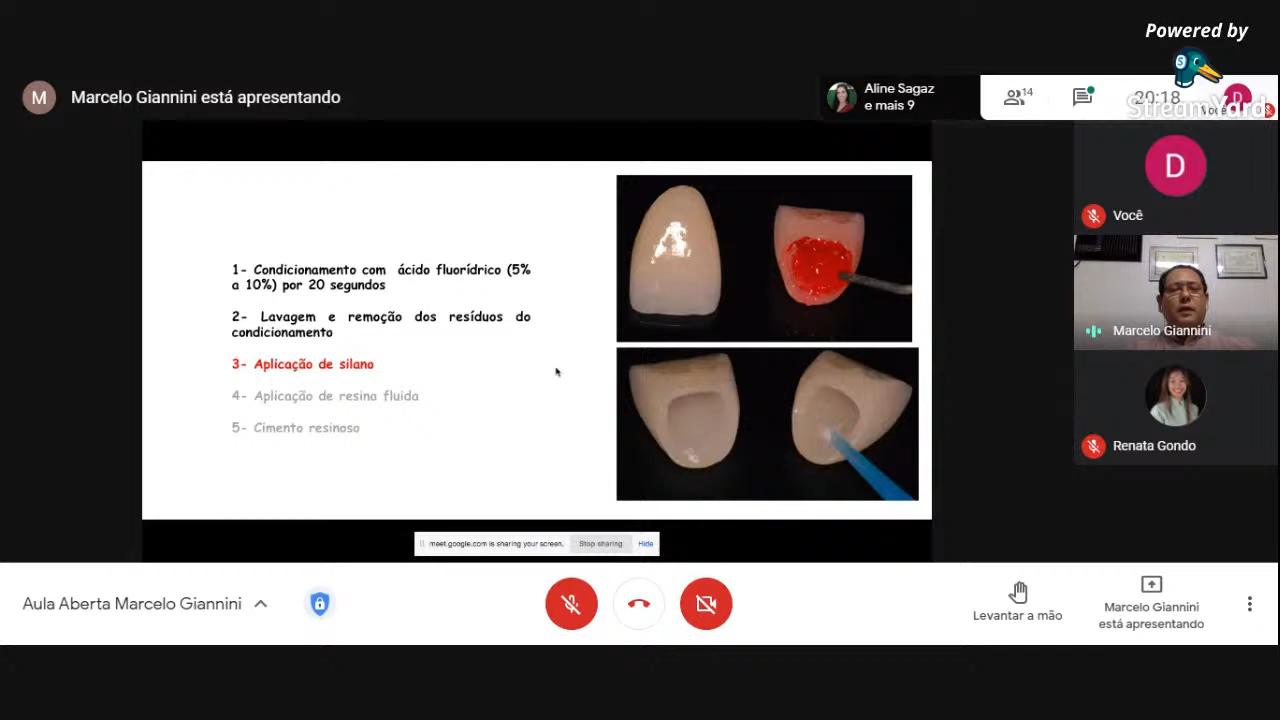 Powered by
StreamYard
M
Marcelo Giannini está apresentando
Aline Sagaz
e mais 9
14
20:18
D
Você
D
Você
1- Condicionamento com ácido fluorídrico (5%
a 10%) por 20 segundos
2- Lavagem e remoção dos resíduos do
condicionamento
3- Aplicação de silano
4- Aplicação de resina fluida
5- Cimento resinoso
Marcelo Giannini
Renata Gondo
meet.google.com is sharing your screen.
Stop sharing
Hide
Aula Aberta Marcelo Giannini
Levantar a mão
Marcelo Giannini
está apresentando